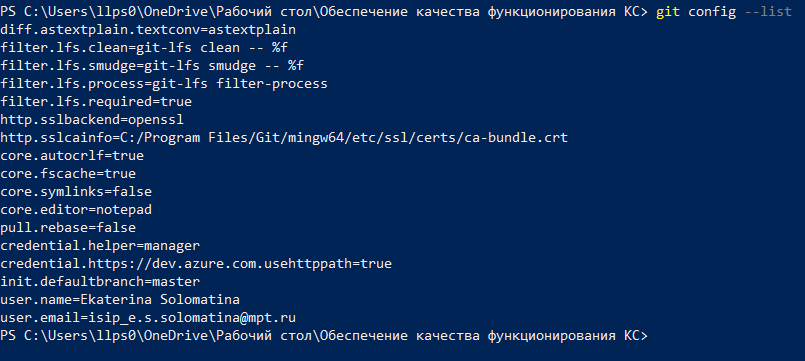 PS C:\Users\llps0\OneDrive\Рабочий стол\Обеспечение качества функционирования КС> git config --list
diff.astextplain.textconv=astextplain
filter.lfs.clean=git-lfs clean -- %f
filter.lfs.smudge=git-lfs smudge -- %f
filter.lfs.process=git-lfs filter-process
filter.lfs.required=true
http.sslbackend=openssl
http.sslcainfo=C:/Program Files/Git/mingw64/etc/ssl/certs/ca-bundle.crt
core.autocrlf=true
core.fscache=true
core.symlinks=false
core.editor=notepad
pull.rebase=false
credential.helper=manager
credential.https://dev.azure.com.usehttppath=true
init.defaultbranch=master
user.name=Ekaterina Solomatina
user.email=isip_e.s.solomatina@mpt.ru
PS C:\Users\llps0\OneDrive\Рабочий стол\Обеспечение качества функционирования КС>